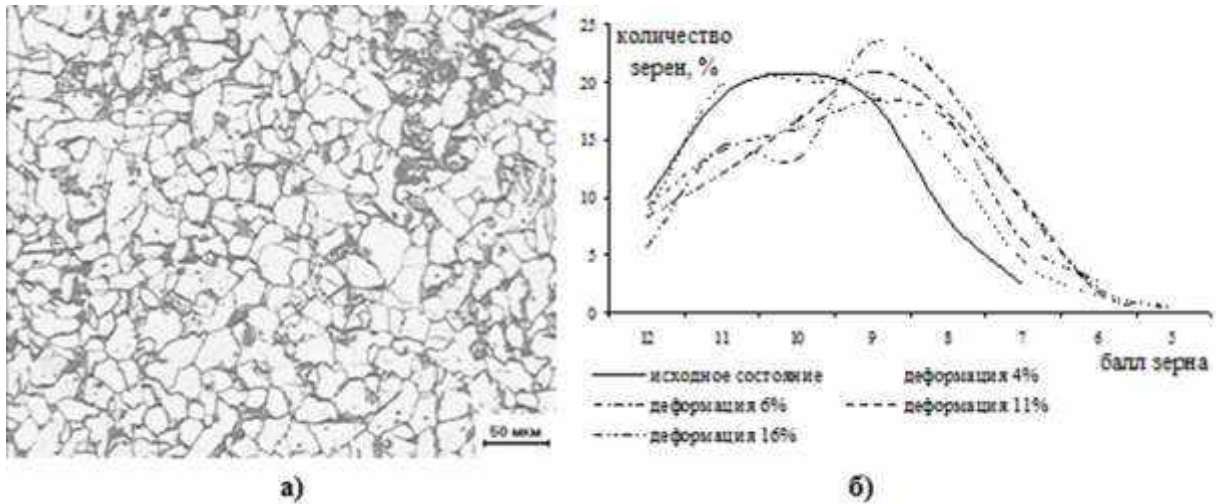 50 мкм
а)
количество
зерен, %
25
20
15
10
5
0
12 11 10 9 8 7 6 5
балл зерна
исходное состояние деформация 4%
деформация 6% деформация 11%
деформация 16%
б)